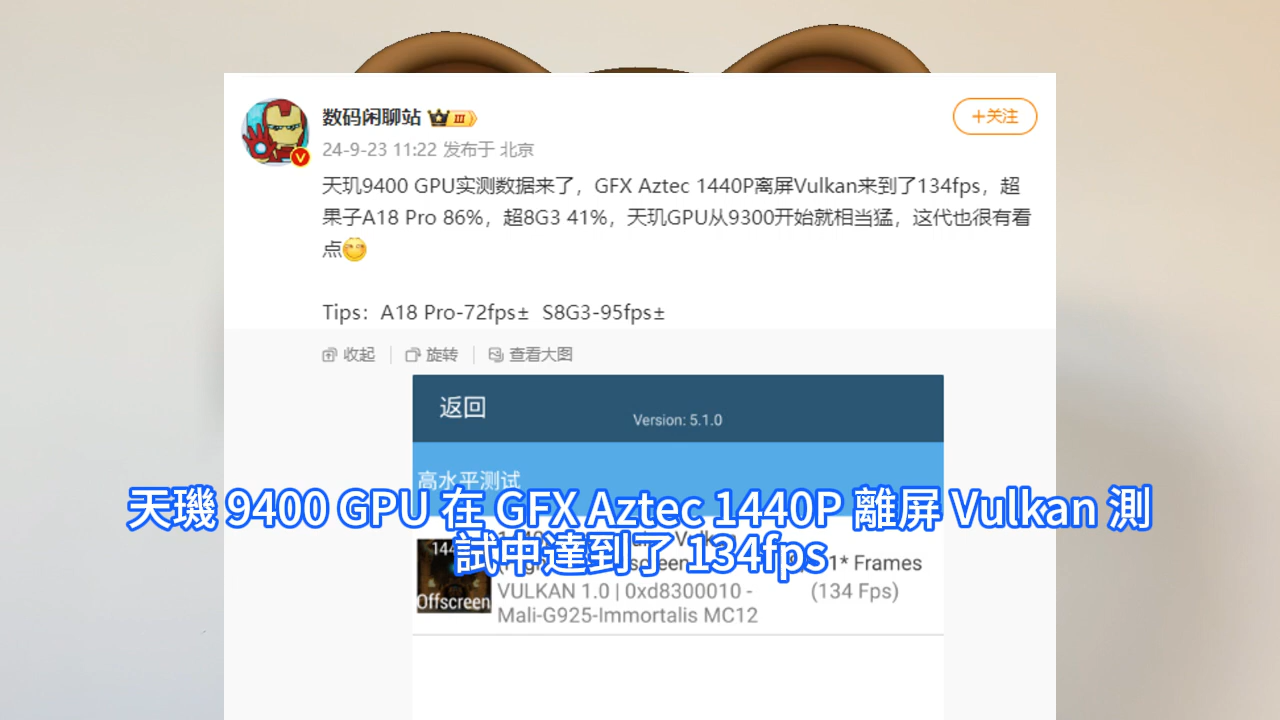 数码闲聊站 III
+关注
24-9-23 11:22 发布于 北京
天玑9400 GPU实测数据来了，GFX Aztec 1440P离屏Vulkan来到了134fps，超
果子A18 Pro 86%，超8G3 41%，天玑GPU从9300开始就相当猛，这代也很有看
点
Tips：A18 Pro-72fps± S8G3-95fps±
收起 旋转 查看大图
返回
Version: 5.1.0
高水平测试
天璣 9400 GPU 在 GFX Aztec 1440P 離屏 Vulkan 測
試中達到了 134fps
1* Frames
VULKAN 1.0 | 0xd8300010 -
(134 Fps)
Offscreen
Mali-G925-Immortalis MC12